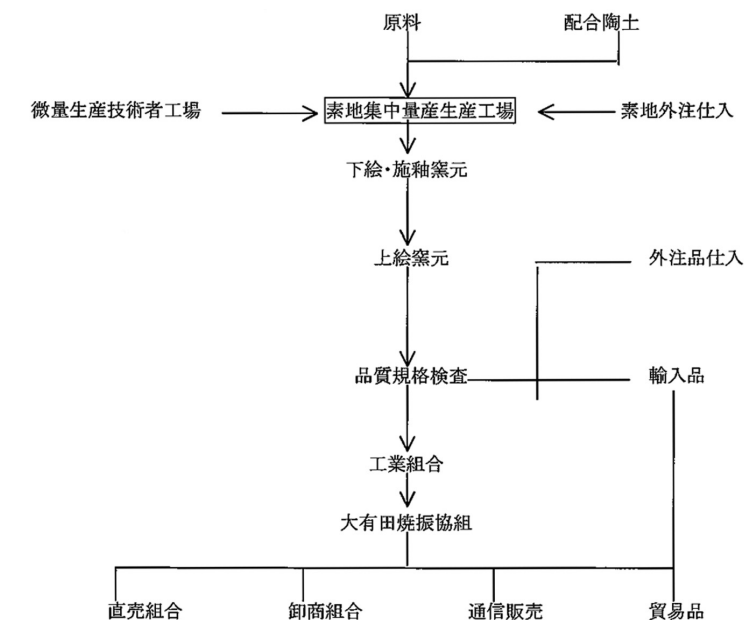 原料
配合陶土
微量生産技術者工場
素地集中量産生産工場
素地外注仕入
下絵・施釉窯元
上絵窯元
外注品仕入
品質規格検査
輸入品
工業組合
大有田焼振協組
直売組合
卸商組合
通信販売
貿易品